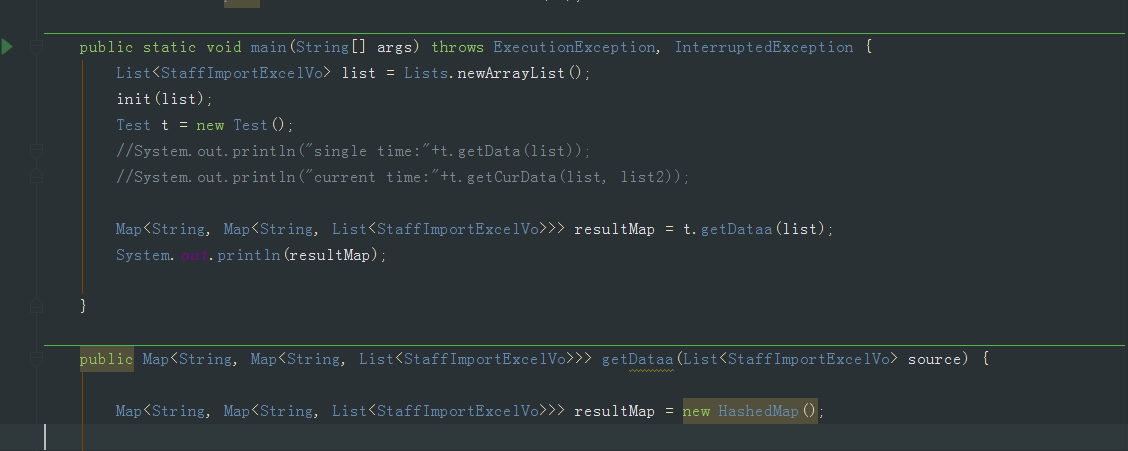 public static void main(String[] args) throws ExecutionException, InterruptedException {
List<StaffImportExcelVo> list = Lists.newArrayList();
init(list);
Test t = new Test();
//System.out.println("single time:"+t.getData(list));
//System.out.println("current time:"+t.getCurData(list, list2));
Map<String, Map<String, List<StaffImportExcelVo>>> resultMap = t.getDataa(list);
System.out.println(resultMap);
}
public Map<String, Map<String, List<StaffImportExcelVo>>> getDataa(List<StaffImportExcelVo> source) {
Map<String, Map<String, List<StaffImportExcelVo>>> resultMap = new HashedMap();